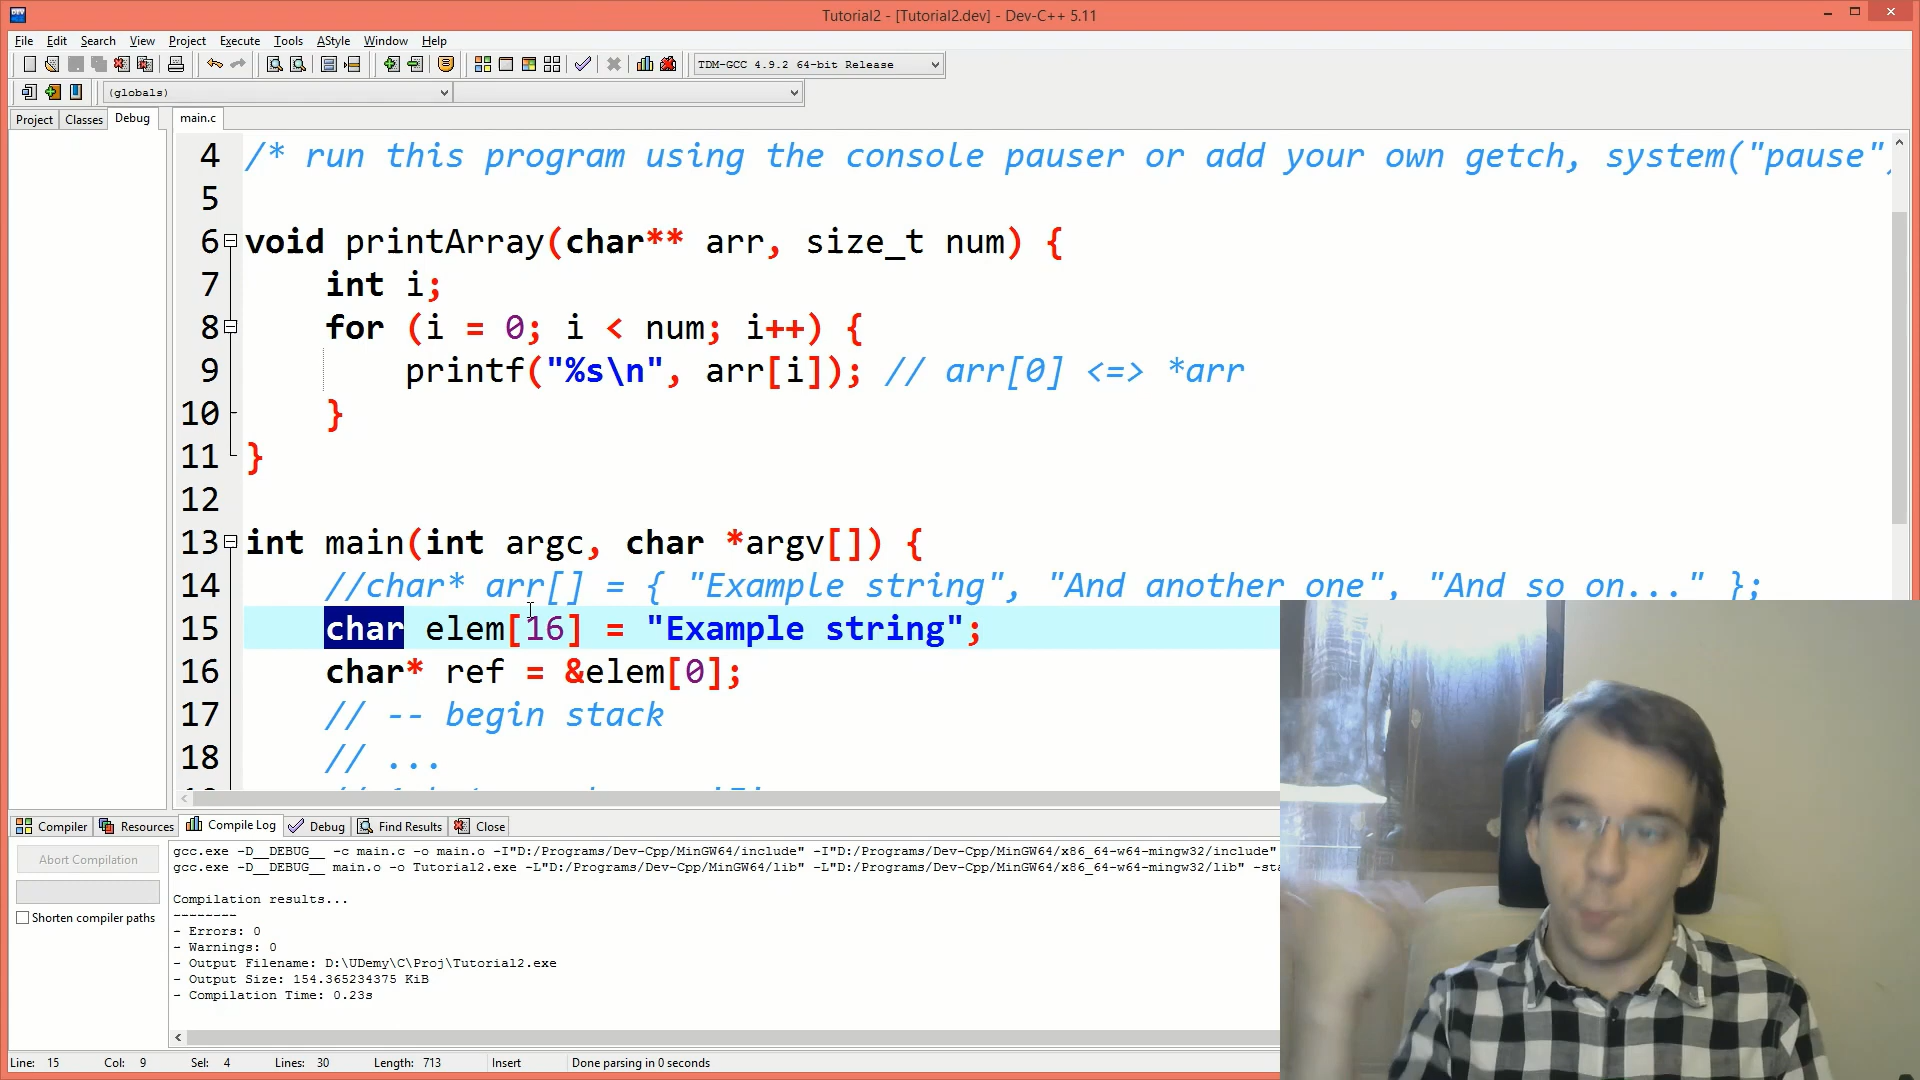 Tutorial2 - [Tutorial2.dev] - Dev-C++ 5.11
File Edit Search View Project Execute Tools AStyle Window Help
TDM-GCC 4.9.2 64-bit Release
(globals)
Project Classes Debug main.c
4 /* run this program using the console pauser or add your own getch, system("pause")
5
6 void printArray(char** arr, size_t num) {
7 int i;
8 for (i = 0; i < num; i++) {
9 printf("%s\n", arr[i]); // arr[0] <=> *arr
10 }
11 }
12
13 int main(int argc, char *argv[]) {
14 //char* arr[] = { "Example string", "And another one", "And so on..." };
15 char elem[16] = "Example string";
16 char* ref = &elem[0];
17 // -- begin stack
18 // ...
Compiler Resources Compile Log Debug Find Results Close
Abort Compilation
Shorten compiler paths
gcc.exe -D__DEBUG__ -c main.c -o main.o -I"D:/Programs/Dev-Cpp/MinGW64/include" -I"D:/Programs/Dev-Cpp/MinGW64/x86_64-w64-mingw32/include"
gcc.exe -D__DEBUG__ main.o -o Tutorial2.exe -L"D:/Programs/Dev-Cpp/MinGW64/lib" -L"D:/Programs/Dev-Cpp/MinGW64/x86_64-w64-mingw32/lib" -sta
Compilation results...
--------
- Errors: 0
- Warnings: 0
- Output Filename: D:\UDemy\C\Proj\Tutorial2.exe
- Output Size: 154.365234375 KiB
- Compilation Time: 0.23s
Line: 15 Col: 9 Sel: 4 Lines: 30 Length: 713 Insert Done parsing in 0 seconds